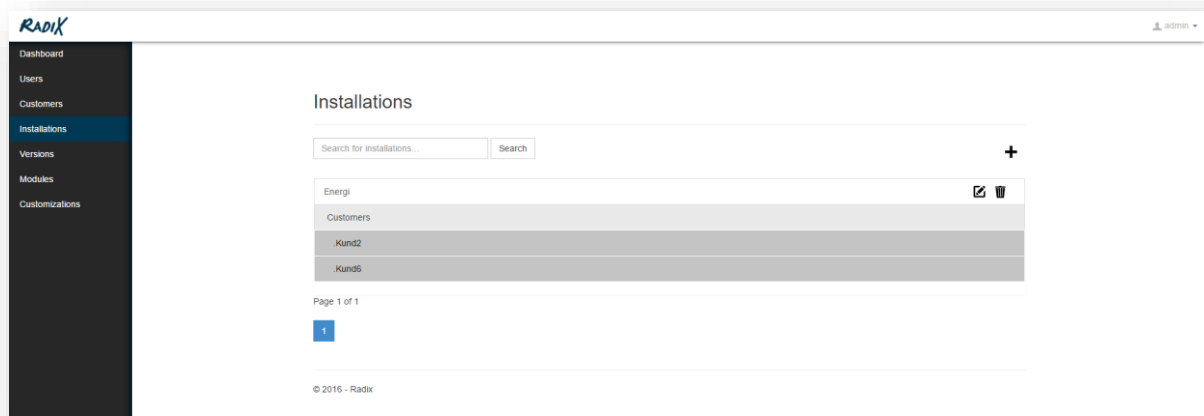 RADIX
admin
Dashboard
Users
Customers
Installations
Versions
Modules
Customizations
Installations
Search for installations...
Search
Energi
Customers
.Kund2
.Kund6
Page 1 of 1
1
© 2016 - Radix